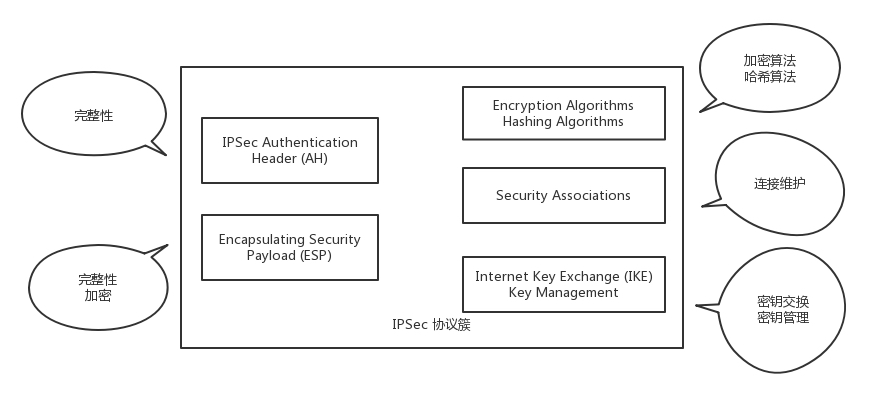 完整性
IPSec Authentication
Header (AH)
Encapsulating Security
Payload (ESP)
完整性
加密
Encryption Algorithms
Hashing Algorithms
加密算法
哈希算法
Security Associations
连接维护
Internet Key Exchange (IKE)
Key Management
密钥交换
密钥管理
IPSec 协议簇